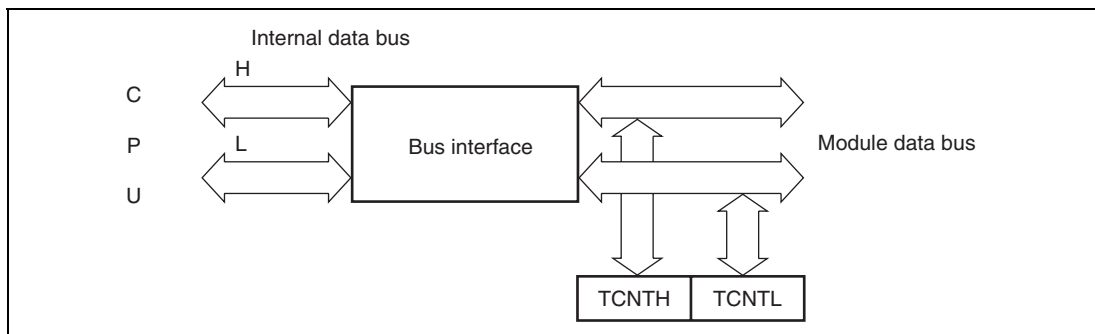 Internal data bus
H
C
P
U
L
Bus interface
Module data bus
TCNTH
TCNTL